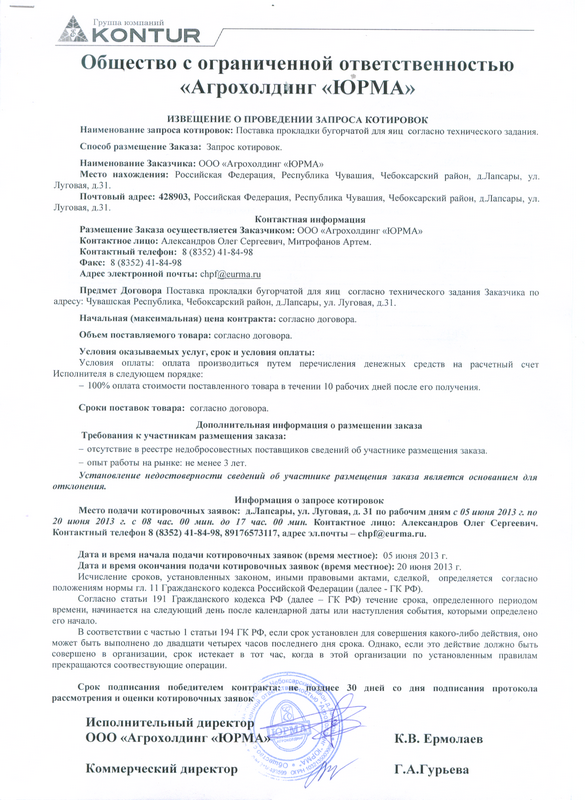 Группа компаний
KONTUR
Общество с ограниченной ответственностью
«Агрохолдинг «ЮРМА»
ИЗВЕЩЕНИЕ О ПРОВЕДЕНИИ ЗАПРОСА КОТИРОВОК
Наименование запроса котировок: Поставка прокладки бугорчатой для яиц согласно технического задания.
Способ размещение Заказа: Запрос котировок.
Наименование Заказчика: ООО «Агрохолдинг «ЮРМА»
Место нахождения: Российская Федерация, Республика Чувашия, Чебоксарский район, д.Лапсары, ул.
Луговая, д.31.
Почтовый адрес: 428903, Российская Федерация, Республика Чувашия, Чебоксарский район, д.Лапсары, ул.
Луговая, д.31.
Контактная информация
Размещение Заказа осуществляется Заказчиком: ООО «Агрохолдинг «ЮРМА»
Контактное лицо: Александров Олег Сергеевич, Митрофанов Артем.
Контактный телефон: 8 (8352) 41-84-98
Факс: 8 (8352) 41-84-98
Адрес электронной почты: chpf@eurma.ru
Предмет Договора Поставка прокладки бугорчатой для яиц согласно технического задания Заказчика по
адресу: Чувашская Республика, Чебоксарский район, д.Лапсары, ул. Луговая, д.31.
Начальная (максимальная) цена контракта: согласно договора.
Объем поставляемого товара: согласно договора.
Условия оказываемых услуг, срок и условия оплаты:
Условия оплаты: оплата производиться путем перечисления денежных средств на расчетный счет
Исполнителя в следующем порядке:
– 100% оплата стоимости поставленного товара в течении 10 рабочих дней после его получения.
Сроки поставок товара: согласно договора.
Дополнительная информация о размещении заказа
Требования к участникам размещения заказа:
– отсутствие в реестре недобросовестных поставщиков сведений об участнике размещения заказа.
– опыт работы на рынке: не менее 3 лет.
Установление недостоверности сведений об участнике размещения заказа является основанием для
отклонения.
Информация о запросе котировок
Место подачи котировочных заявок: д.Лапсары, ул. Луговая, д. 31 по рабочим дням с 05 июня 2013 г. по
20 июня 2013 г. с 08 час. 00 мин. до 17 час. 00 мин. Контактное лицо: Александров Олег Сергеевич.
Контактный телефон 8 (8352) 41-84-98, 89176573117, адрес эл.почты – chpf@eurma.ru.
Дата и время начала подачи котировочных заявок (время местное): 05 июня 2013 г.
Дата и время окончания подачи котировочных заявок (время местное): 20 июня 2013 г.
Исчисление сроков, установленных законом, иными правовыми актами, сделкой, определяется согласно
положениям нормы гл. 11 Гражданского кодекса Российской Федерации (далее - ГК РФ).
Согласно статьи 191 Гражданского кодекса РФ (далее – ГК РФ) течение срока, определенного периодом
времени, начинается на следующий день после календарной даты или наступления события, которыми определено
его начало.
В соответствии с частью 1 статьи 194 ГК РФ, если срок установлен для совершения какого-либо действия, оно
может быть выполнено до двадцати четырех часов последнего дня срока. Однако, если это действие должно быть
совершено в организации, срок истекает в тот час, когда в этой организации по установленным правилам
прекращаются соотвествующие операции.
Срок подписания победителем контракта: не позднее 30 дней со дня подписания протокола
рассмотрения и оценки котировочных заявок
Исполнительный директор
ООО «Агрохолдинг «ЮРМА» К.В. Ермолаев
ЮРМА
Коммерческий директор Г.А.Гурьева